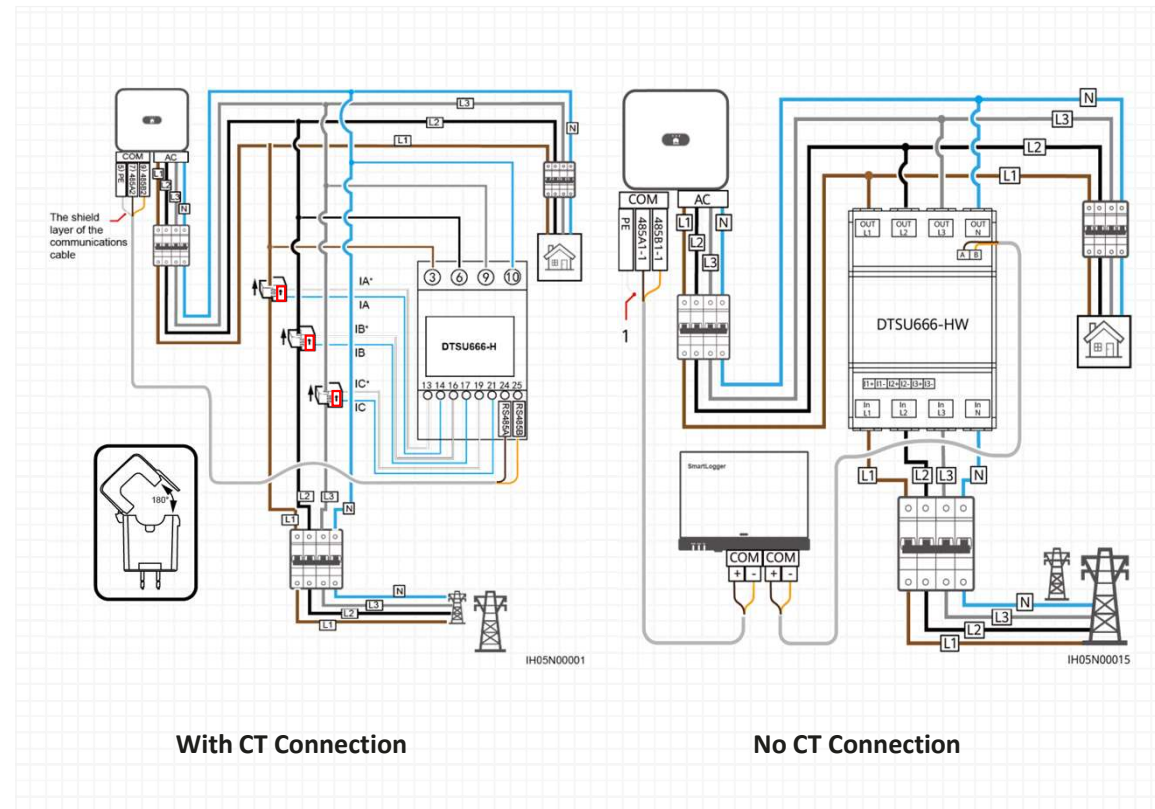 L3
L2
N
L1
COM
AC
5) PE
7) 485A2
9) 485B2
L1
L2
L3
N
The shield
layer of the
communications
cable
3
6
9
10
IA*
IA
IB*
IB
IC*
IC
DTSU666-H
13 14 16 17 19 21 24 25
RS485A
RS485B
180°
L2
L3
N
L1
N
L3
L2
L1
IH05N00001
With CT Connection
N
L3
L2
L1
COM
AC
PE
485A1-1
485B1-1
L1
L2
L3
N
1
OUT
L1
OUT
L2
OUT
L3
OUT
N
A B
DTSU666-HW
I1+ I1- I2+ I2- I3+ I3-
In
L1
In
L2
In
L3
In
N
L1
L2
L3
N
SmartLogger
COM COM
+ - + -
N
L3
L2
L1
IH05N00015
No CT Connection